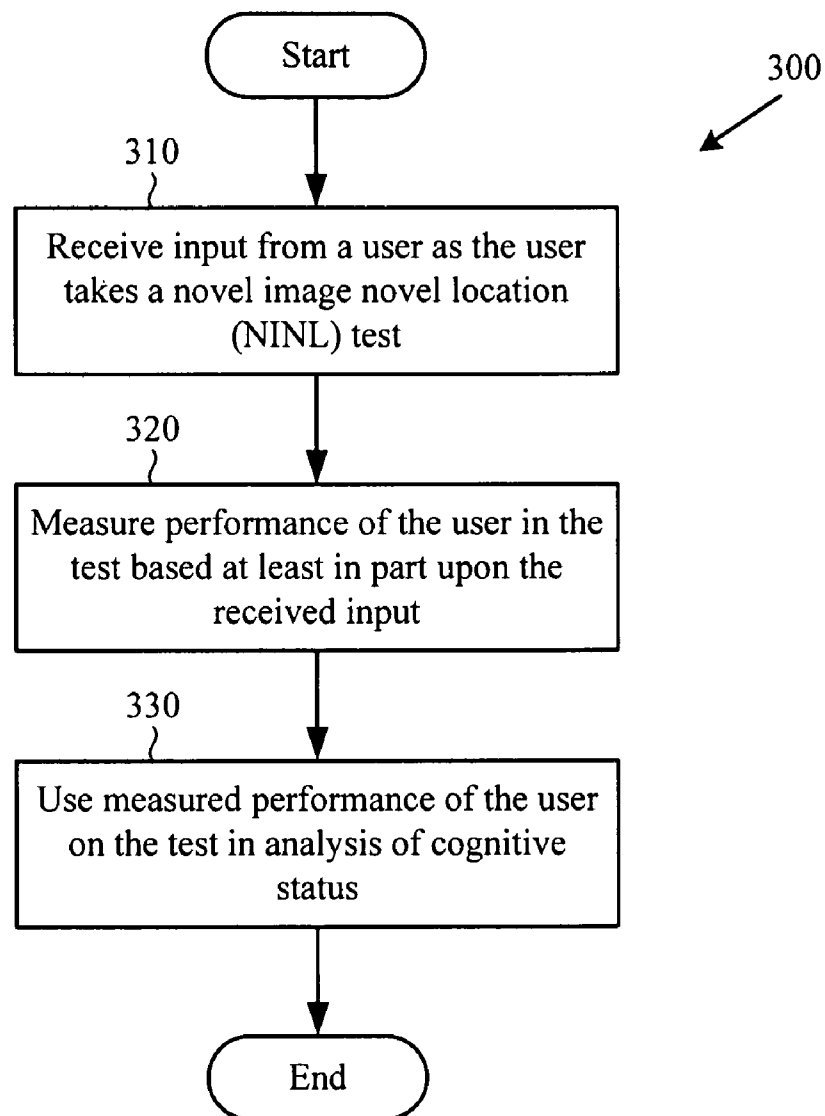 Start
300
310
Receive input from a user as the user
takes a novel image novel location
(NINL) test
320
Measure performance of the user in the
test based at least in part upon the
received input
330
Use measured performance of the user
on the test in analysis of cognitive
status
End